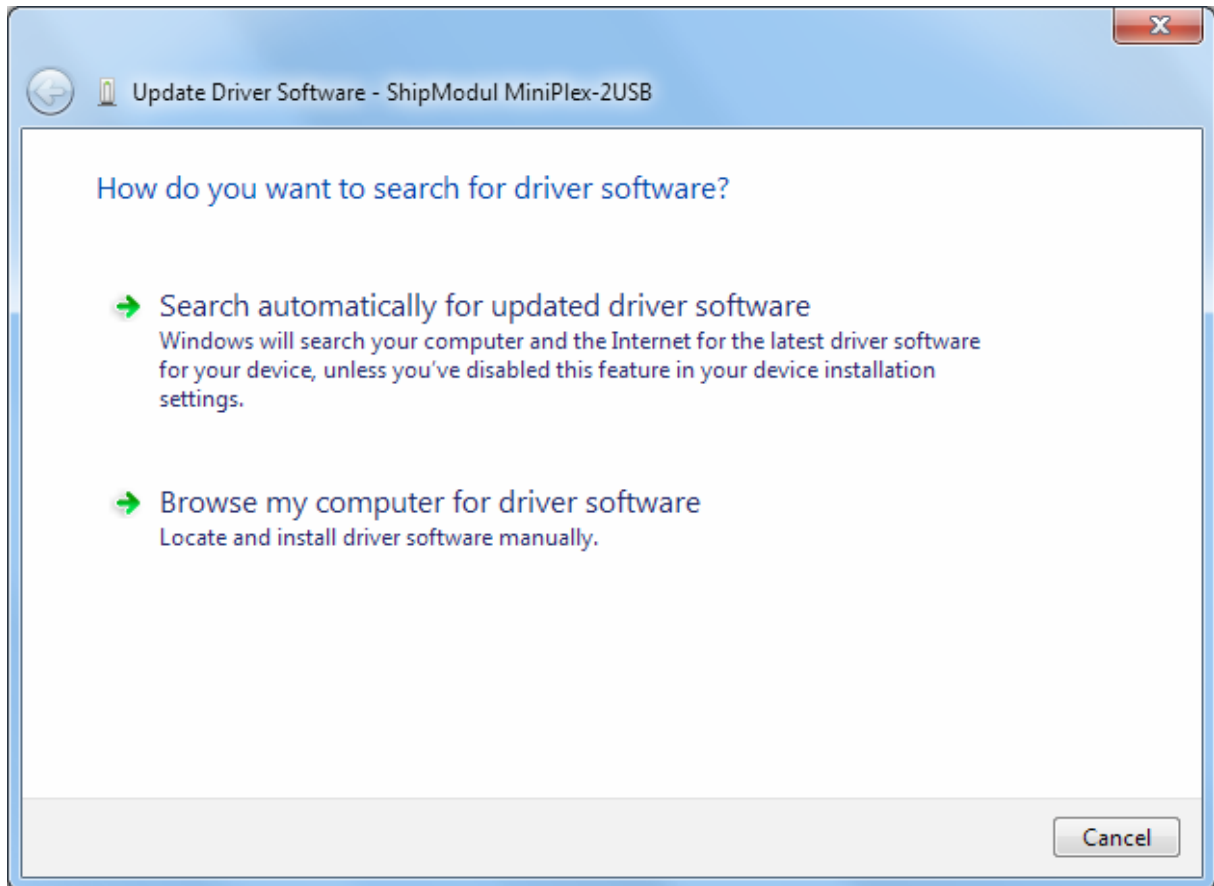 Update Driver Software - ShipModul MiniPlex-2USB
How do you want to search for driver software?
Search automatically for updated driver software
Windows will search your computer and the Internet for the latest driver software
for your device, unless you've disabled this feature in your device installation
settings.
Browse my computer for driver software
Locate and install driver software manually.
Cancel